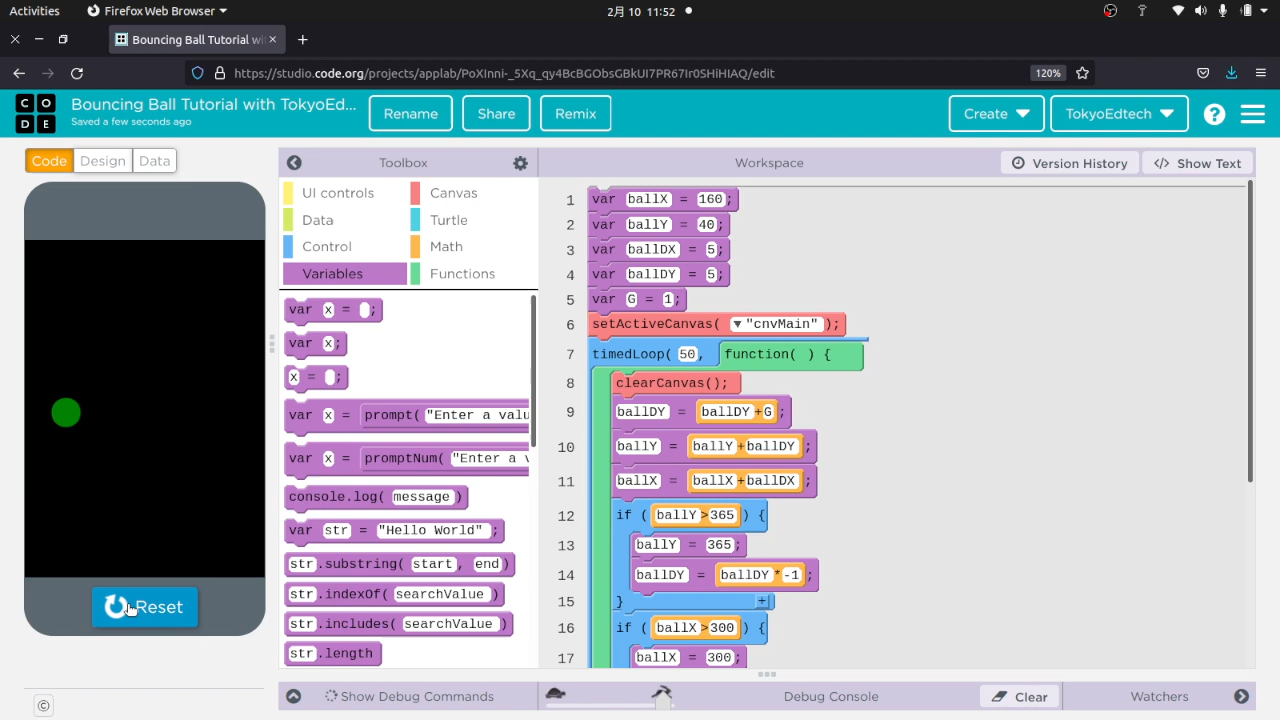 Activities Firefox Web Browser 2月 10 11:52
Bouncing Ball Tutorial wi
https://studio.code.org/projects/applab/PoXInni-_5Xq_qy4BcBGObsGBkUI7PR67Ir0SHiHIAQ/edit 120%
C O D E
Bouncing Ball Tutorial with TokyoEd... Rename Share Remix Create TokyoEdtech ?
Saved a few seconds ago
Code Design Data Toolbox Workspace Version History </> Show Text
UI controls Canvas
Data Turtle
Control Math
Variables Functions
var x = ;
var x;
x = ;
var x = prompt( "Enter a valu
var x = promptNum( "Enter a v
console.log( message )
var str = "Hello World" ;
str.substring( start, end )
str.indexOf( searchValue )
str.includes( searchValue )
str.length
1 var ballX = 160;
2 var ballY = 40;
3 var ballDX = 5;
4 var ballDY = 5;
5 var G = 1;
6 setActiveCanvas( ▼ "cnvMain" );
7 timedLoop( 50, function( ) {
8 clearCanvas();
9 ballDY = ballDY+G ;
10 ballY = ballY+ballDY ;
11 ballX = ballX+ballDX ;
12 if ( ballY>365 ) {
13 ballY = 365;
14 ballDY = ballDY*-1 ;
15 } +
16 if ( ballX>300 ) {
17 ballX = 300;
Reset
© Show Debug Commands Debug Console Clear Watchers